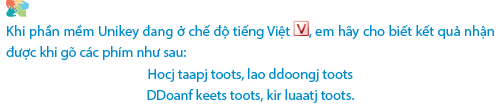 Khi phần mềm Unikey đang ở chế độ tiếng Việt V, em hãy cho biết kết quả nhận
được khi gõ các phím như sau:
Hocj taapj toots, lao ddoongj toots
DDoanf keets toots, kir luaatj toots.